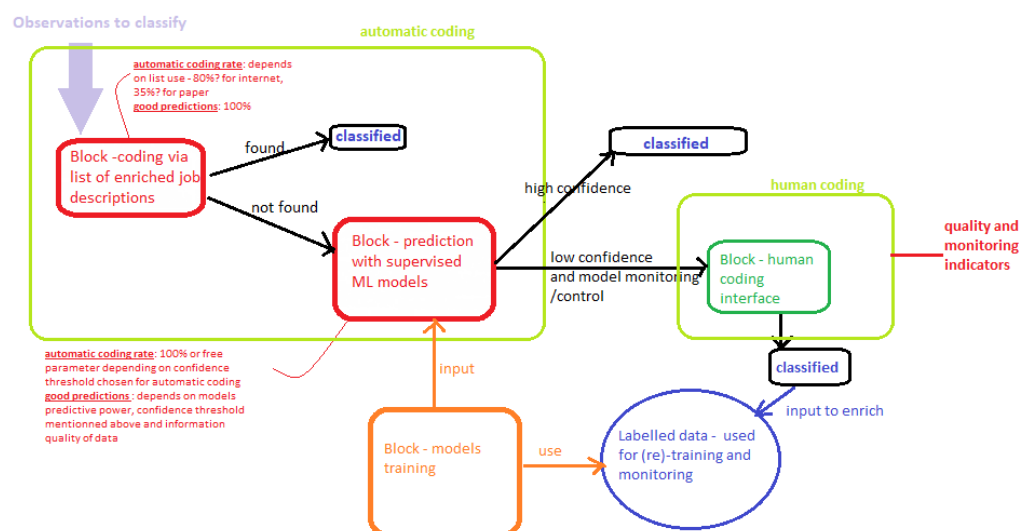 Observations to classify
automatic coding
automatic coding rate: depends
on list use - 80%? for internet,
35%? for paper
good predictions: 100%
Block -coding via
list of enriched job
descriptions
found
classified
not found
Block - prediction
with supervised
ML models
high confidence
classified
low confidence
and model monitoring
/control
human coding
Block - human
coding
interface
quality and
monitoring
indicators
classified
input to enrich
automatic coding rate: 100% or free
parameter depending on confidence
threshold chosen for automatic coding
good predictions : depends on models
predictive power, confidence threshold
mentionned above and information
quality of data
input
Block - models
training
use
Labelled data - used
for (re)-training and
monitoring